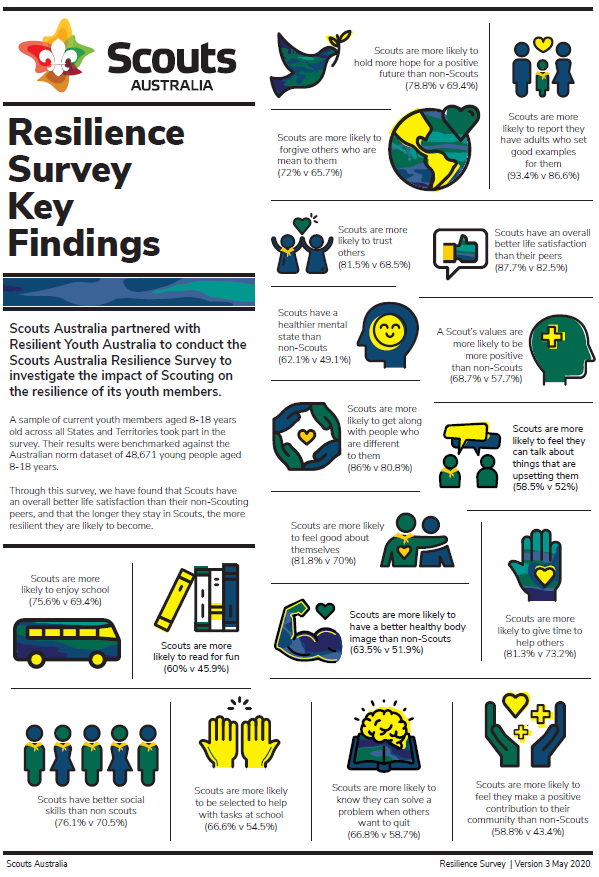 Scouts
AUSTRALIA
Resilience
Survey
Key
Findings
Scouts Australia partnered with
Resilient Youth Australia to conduct the
Scouts Australia Resilience Survey to
investigate the impact of Scouting on
the resilience of its youth members.
A sample of current youth members aged 8-18 years
old across all States and Territories took part in the
survey. Their results were benchmarked against the
Australian norm dataset of 48,671 young people aged
8-18 years.
Through this survey, we have found that Scouts have
an overall better life satisfaction than their non-Scouting
peers, and that the longer they stay in Scouts, the more
resilient they are likely to become.
Scouts are more likely to
hold more hope for a positive
future than non-Scouts
(78.8% v 69.4%)
Scouts are more likely to
forgive others who are
mean to them
(72% v 65.7%)
Scouts are more
likely to report they
have adults who set
good examples
for them
(93.4% v 86.6%)
Scouts are more
likely to trust
others
(81.5% v 68.5%)
Scouts have an overall
better life satisfaction
than their peers
(87.7% v 82.5%)
Scouts have a
healthier mental
state than
non-Scouts
(62.1% v 49.1%)
A Scout's values are
more likely to be
more positive
than non-Scouts
(68.7% v 57.7%)
Scouts are more
likely to get along
with people who
are different
to them
(86% v 80.8%)
Scouts are more
likely to feel they
can talk about
things that are
upsetting them
(58.5% v 52%)
Scouts are more likely
to feel good about
themselves
(81.8% v 70%)
Scouts are more
likely to give time to
help others
(81.3% v 73.2%)
Scouts are more likely to
have a better healthy body
image than non-Scouts
(63.5% v 51.9%)
Scouts are more
likely to enjoy school
(75.6% v 69.4%)
Scouts are more
likely to read for fun
(60% v 45.9%)
Scouts have better social
skills than non scouts
(76.1% v 70.5%)
Scouts are more likely
to be selected to help
with tasks at school
(66.6% v 54.5%)
Scouts are more likely to
know they can solve a
problem when others
want to quit
(66.8% v 58.7%)
Scouts are more likely to
feel they make a positive
contribution to their
community than non-Scouts
(58.8% v 43.4%)
Scouts Australia
Resilience Survey | Version 3 May 2020